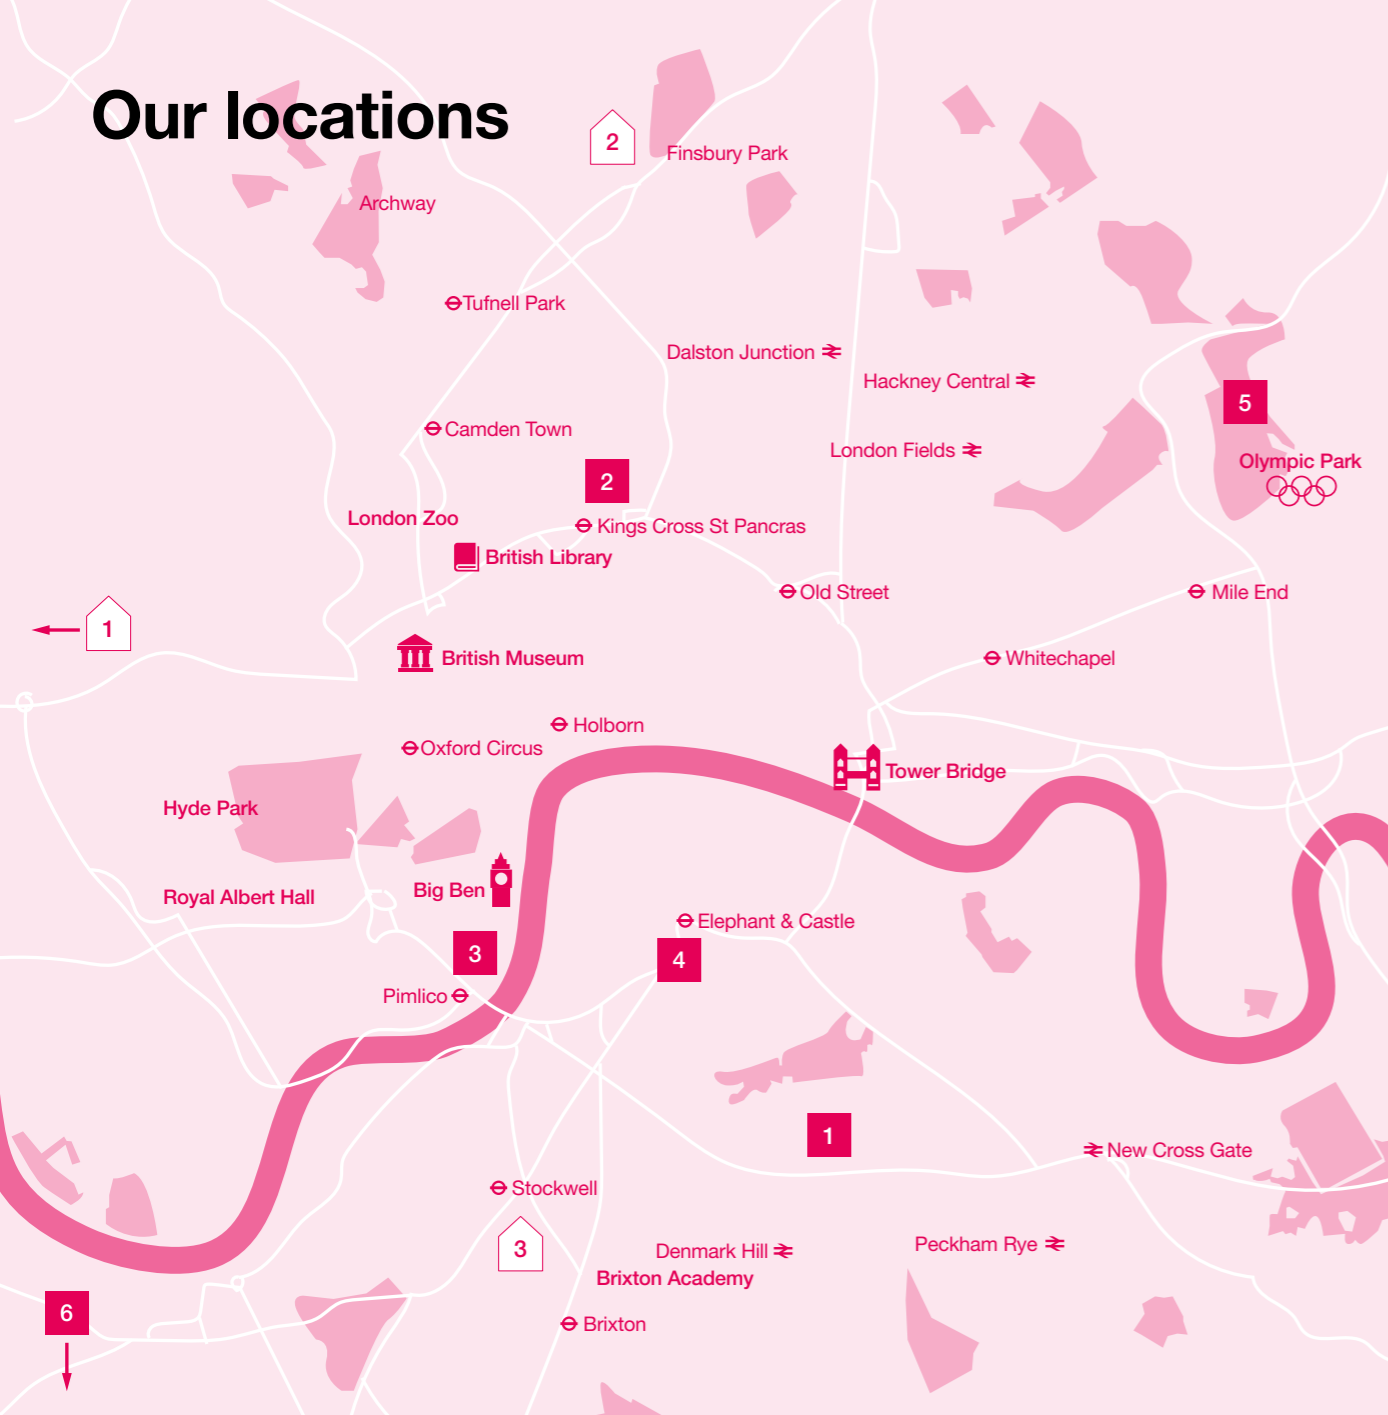 Our locations
2
Finsbury Park
Archway
Tufnell Park
Dalston Junction
Hackney Central
5
Camden Town
London Fields
Olympic Park
2
London Zoo
Kings Cross St Pancras
British Library
Old Street
Mile End
1
British Museum
Whitechapel
Holborn
Oxford Circus
Tower Bridge
Hyde Park
Big Ben
Royal Albert Hall
Elephant & Castle
3
4
Pimlico
1
New Cross Gate
Stockwell
3
Denmark Hill
Peckham Rye
Brixton Academy
6
Brixton